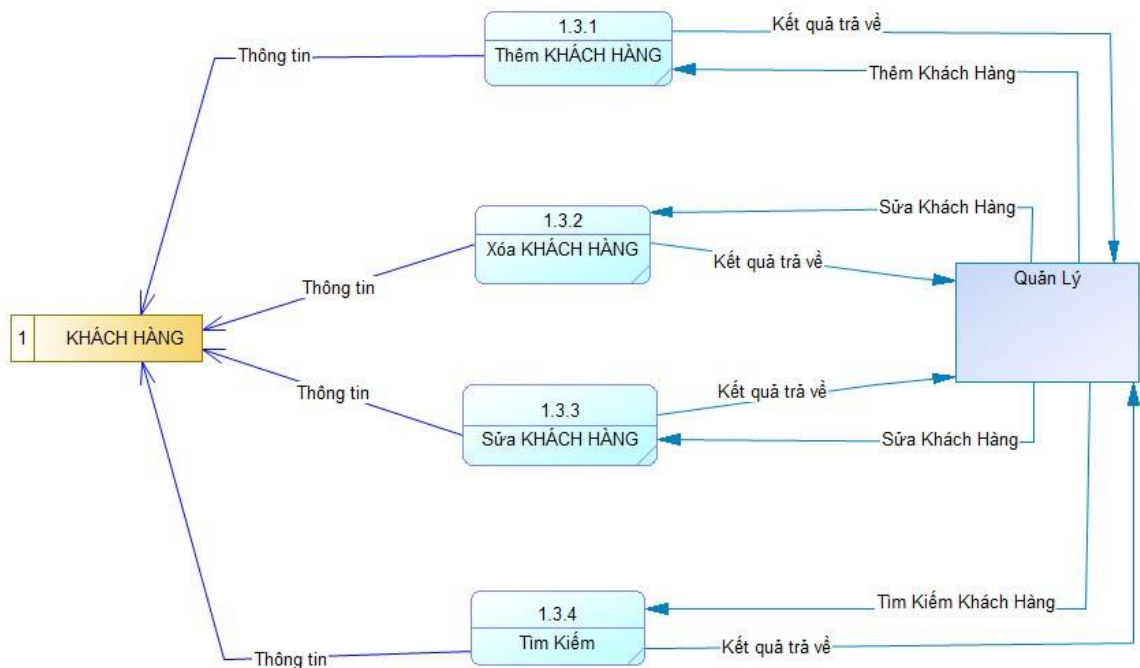 1.3.1
Thêm KHÁCH HÀNG
Kết quả trả về
Thông tin
Thêm Khách Hàng
1.3.2
Xóa KHÁCH HÀNG
Sửa Khách Hàng
Kết quả trả về
Thông tin
Quản Lý
1 KHÁCH HÀNG
1.3.3
Sửa KHÁCH HÀNG
Kết quả trả về
Thông tin
Sửa Khách Hàng
1.3.4
Tìm Kiếm
Tìm Kiếm Khách Hàng
Kết quả trả về
Thông tin